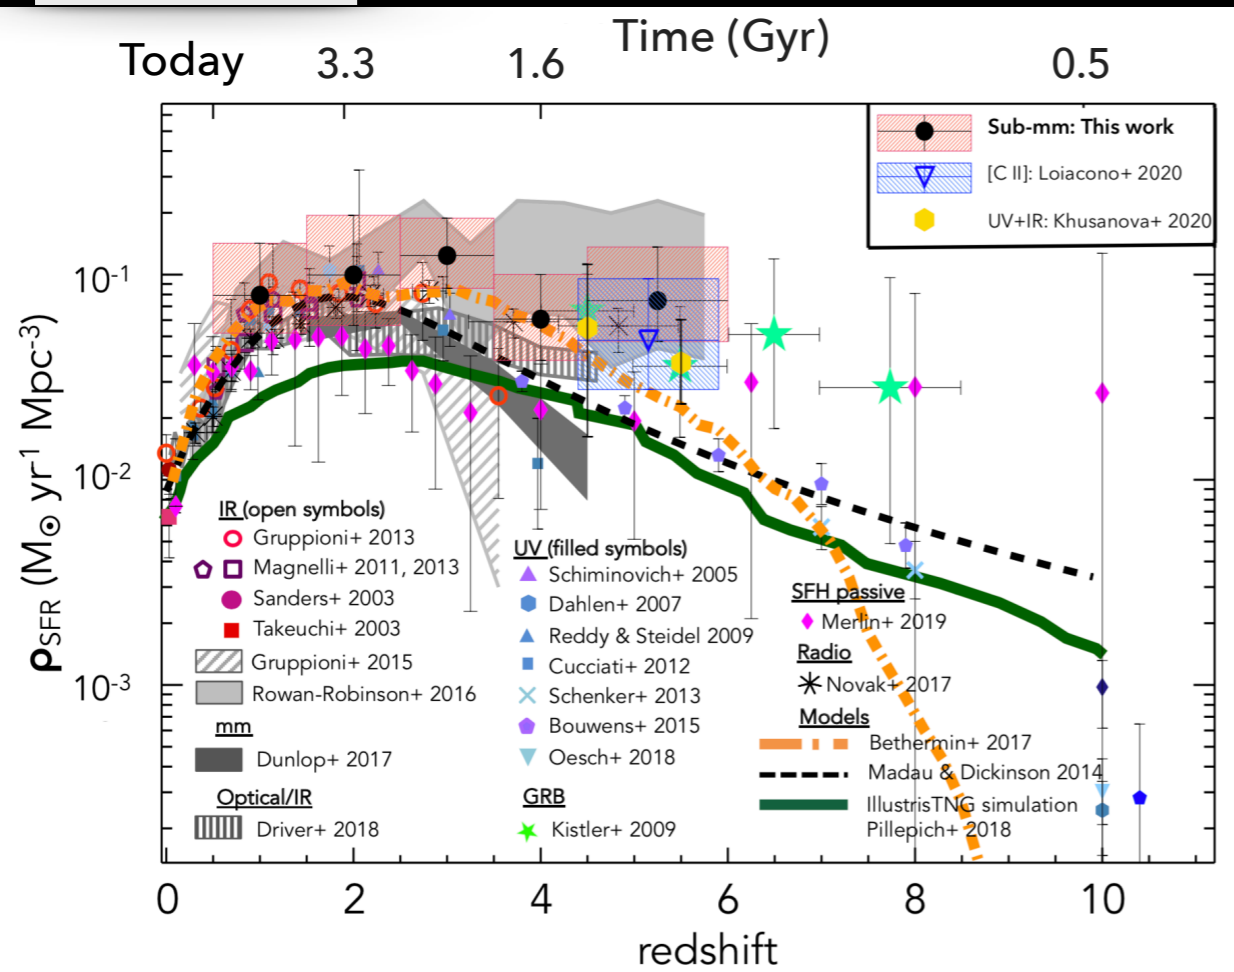 Time (Gyr)
Today 3.3 1.6 0.5
Sub-mm: This work
[C II]: Loiacono+ 2020
UV+IR: Khusanova+ 2020
10-1
10-2
10-3
ρSFR (M⊙ yr-1 Mpc-3)
IR (open symbols)
Gruppioni+ 2013
Magnelli+ 2011, 2013
Sanders+ 2003
Takeuchi+ 2003
Gruppioni+ 2015
Rowan-Robinson+ 2016
mm
Dunlop+ 2017
Optical/IR
Driver+ 2018
UV (filled symbols)
Schiminovich+ 2005
Dahlen+ 2007
Reddy & Steidel 2009
Cucciati+ 2012
Schenker+ 2013
Bouwens+ 2015
Oesch+ 2018
GRB
Kistler+ 2009
SFH passive
Merlin+ 2019
Radio
Novak+ 2017
Models
Bethermin+ 2017
Madau & Dickinson 2014
IllustrisTNG simulation
Pillepich+ 2018
0 2 4 6 8 10
redshift